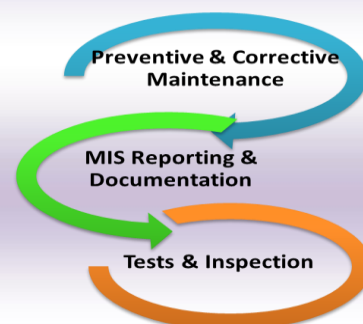 Preventive & Corrective
Maintenance
MIS Reporting &
Documentation
Tests & Inspection